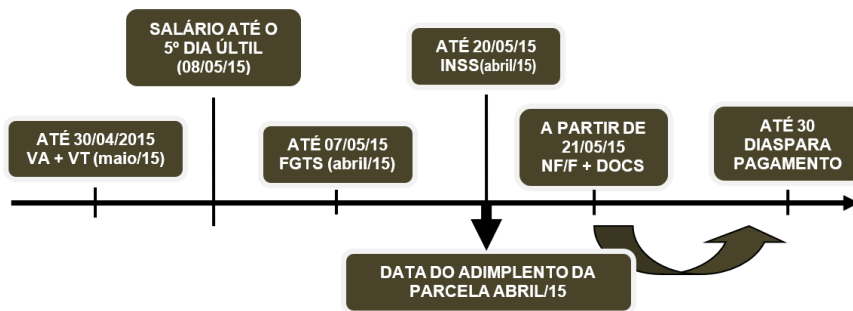 SALÁRIO ATÉ O
5º DIA ÚLTIL
(08/05/15)
ATÉ 20/05/15
INSS(abril/15)
ATÉ 30/04/2015
VA + VT (maio/15)
ATÉ 07/05/15
FGTS (abril/15)
A PARTIR DE
21/05/15
NF/F + DOCS
ATÉ 30
DIASPARA
PAGAMENTO
DATA DO ADIMPLENTO DA
PARCELA ABRIL/15